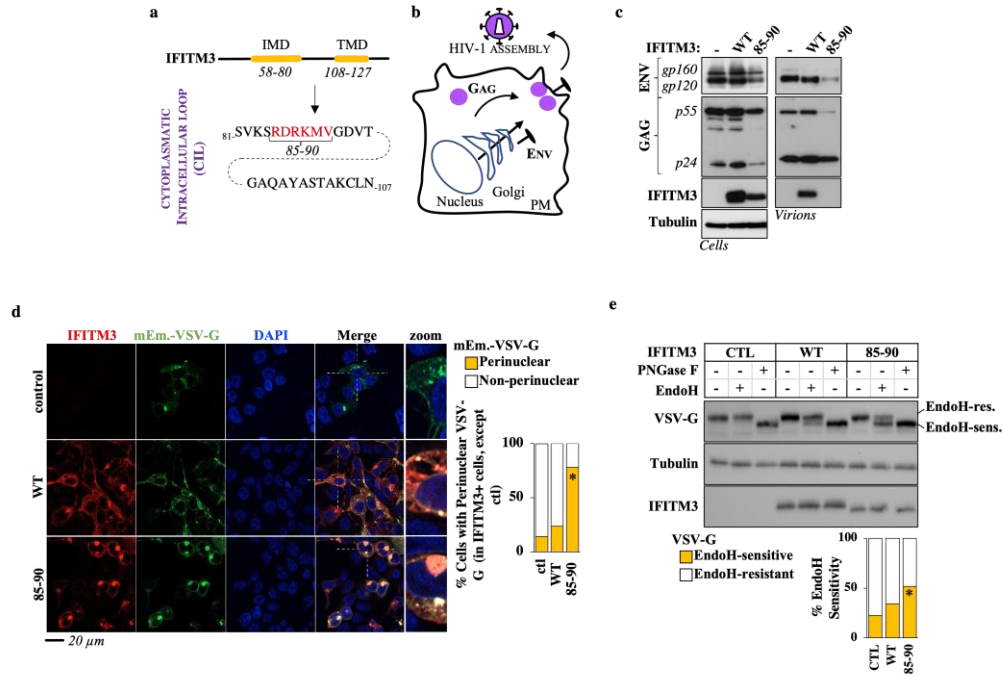 a
IFITM3
IMD
TMD
58-80
108-127
CYTOPLASMATIC
INTRACELLULAR LOOP
(CIL)
81-SVKSRDRKMVGDVT
85-90
GAQAYASTAKCLN-107
b
HIV-1 ASSEMBLY
GAG
ENV
Golgi
Nucleus
PM
c
IFITM3: - WT 85-90 - WT 85-90
ENV
gp160
gp120
GAG
p55
p24
IFITM3
Tubulin
Cells
Virions
d
IFITM3 mEm.-VSV-G DAPI Merge zoom
control
WT
85-90
20 µm
mEm.-VSV-G
Perinuclear
Non-perinuclear
% Cells with Perinuclear VSV-
G (in IFITM3+ cells, except
ctl)
100
50
0
*
ctl WT 85-90
e
IFITM3 CTL WT 85-90
PNGase F - - + - - + - - +
EndoH - + - - + - - + -
VSV-G
EndoH-res.
EndoH-sens.
Tubulin
IFITM3
VSV-G
EndoH-sensitive
EndoH-resistant
% EndoH
Sensitivity
100
50
0
*
CTL WT 85-90